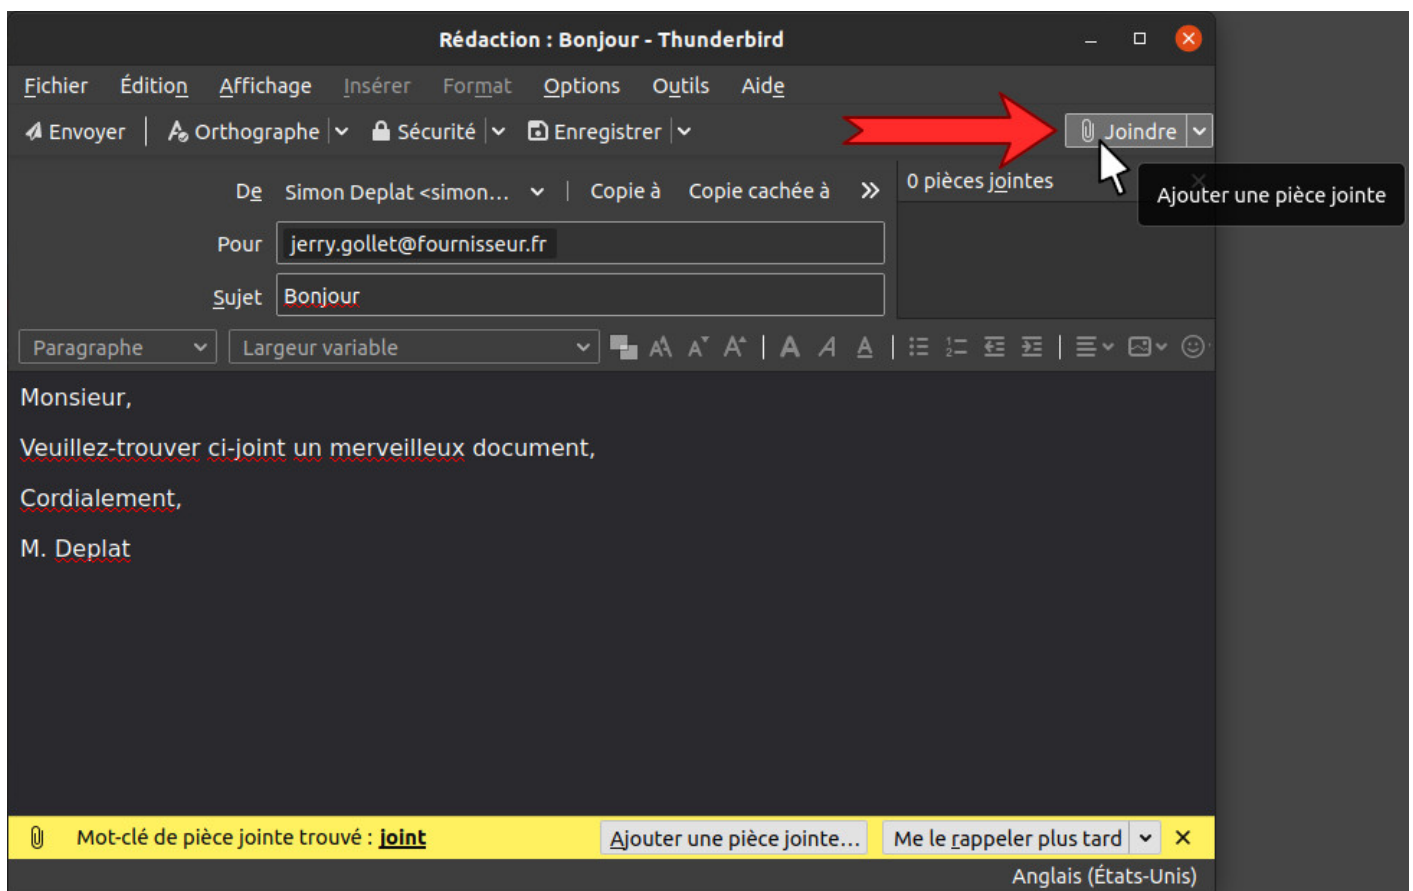 Rédaction : Bonjour - Thunderbird
Fichier Édition Affichage Insérer Format Options Outils Aide
Envoyer Orthographe Sécurité Enregistrer Joindre
De Simon Deplat <simon... Copie à Copie cachée à » 0 pièces jointes
Ajouter une pièce jointe
Pour jerry.gollet@fournisseur.fr
Sujet Bonjour
Paragraphe Largeur variable
Monsieur,
Veuillez-trouver ci-joint un merveilleux document,
Cordialement,
M. Deplat
Mot-clé de pièce jointe trouvé : joint Ajouter une pièce jointe... Me le rappeler plus tard
Anglais (États-Unis)